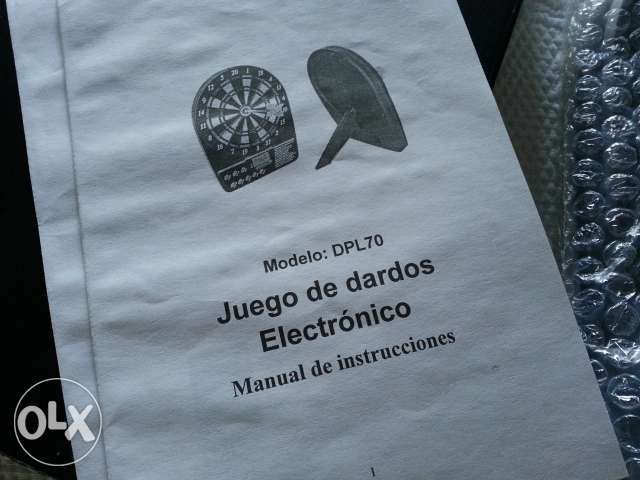 Modelo: DPL70
Juego de dardos
Electrónico
Manual de instrucciones
1
OLX